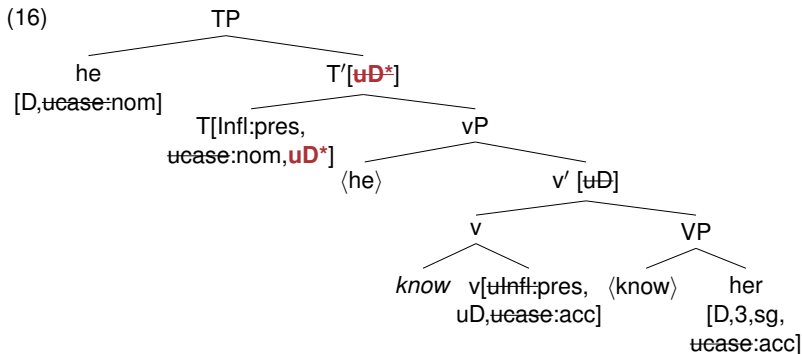 (16)
TP
he
[D,ucase:nom]
T′[uD*]
T[Infl:pres,
ucase:nom,uD*]
vP
⟨he⟩
v′ [uD]
v
VP
know
v[uInfl:pres,
uD,ucase:acc]
⟨know⟩
her
[D,3,sg,
ucase:acc]